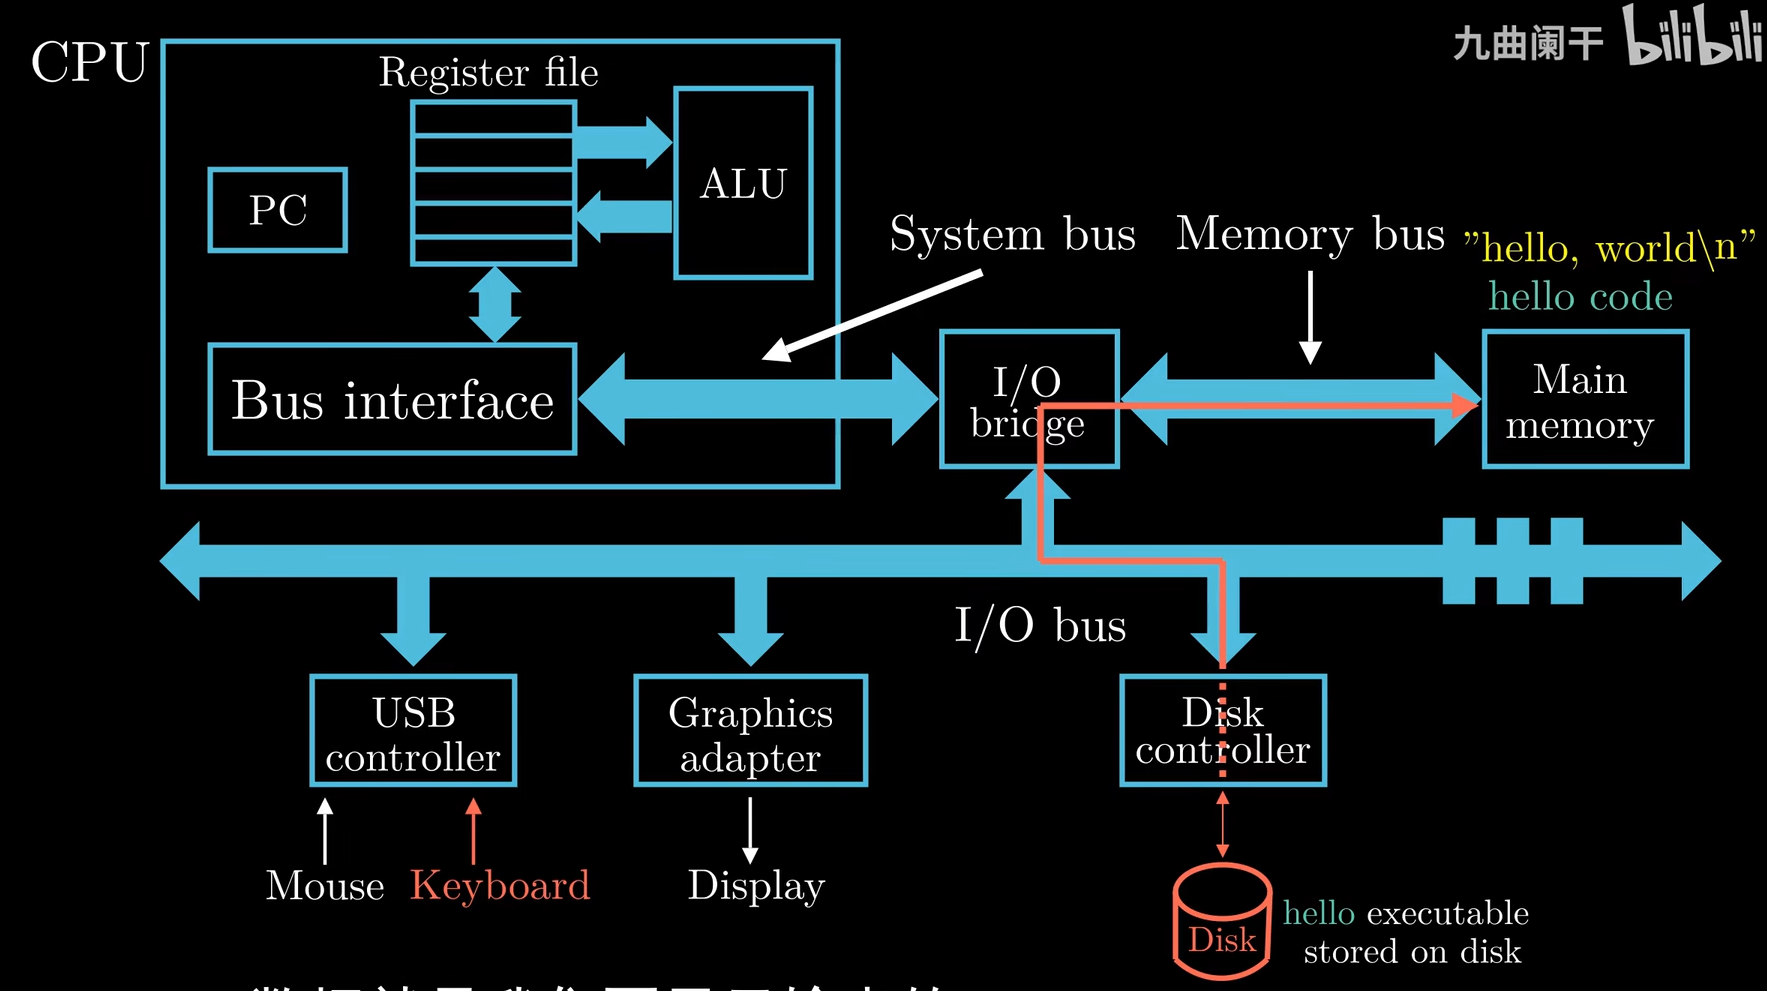 CPU
Register file
九曲阑干 bilibili
PC
ALU
System bus
Memory bus
"hello, world\n"
hello code
Bus interface
I/O
bridge
Main
memory
I/O bus
USB
controller
Graphics
adapter
Disk
controller
Mouse
Keyboard
Display
Disk
hello executable
stored on disk